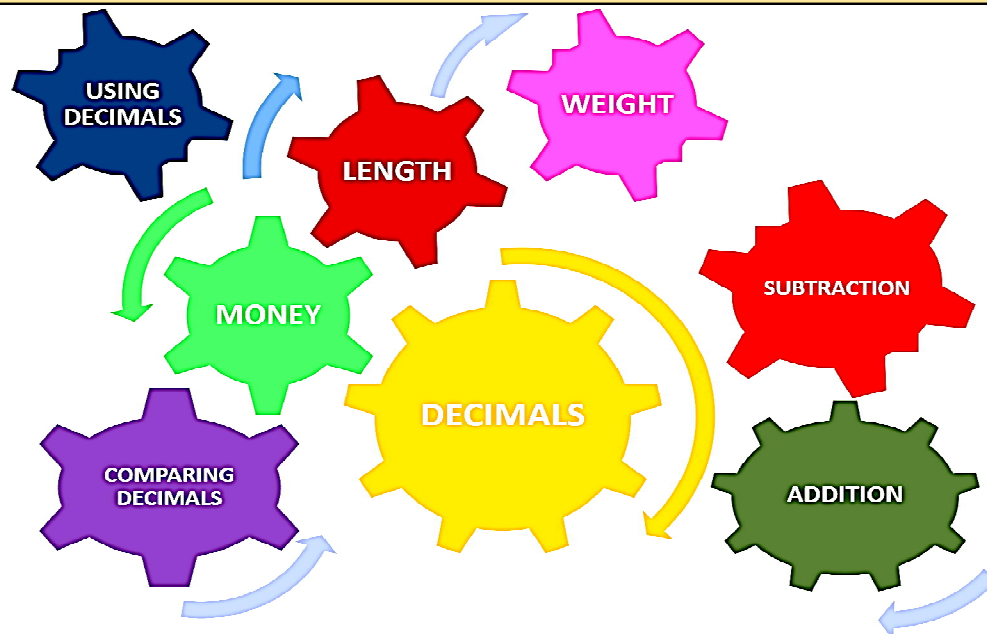 USING
DECIMALS
LENGTH
WEIGHT
MONEY
SUBTRACTION
DECIMALS
COMPARING
DECIMALS
ADDITION